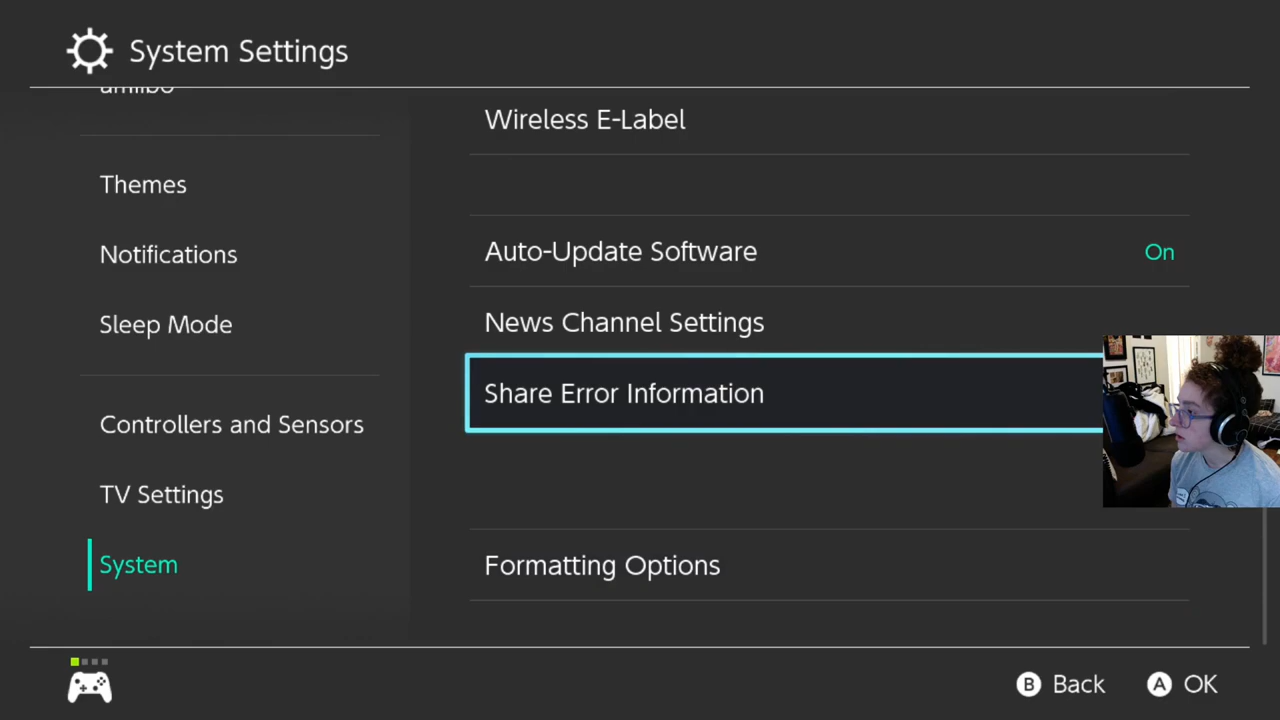 System Settings
amiibo
Themes
Notifications
Sleep Mode
Controllers and Sensors
TV Settings
System
Wireless E-Label
Auto-Update Software On
News Channel Settings
Share Error Information
Formatting Options
B Back A OK